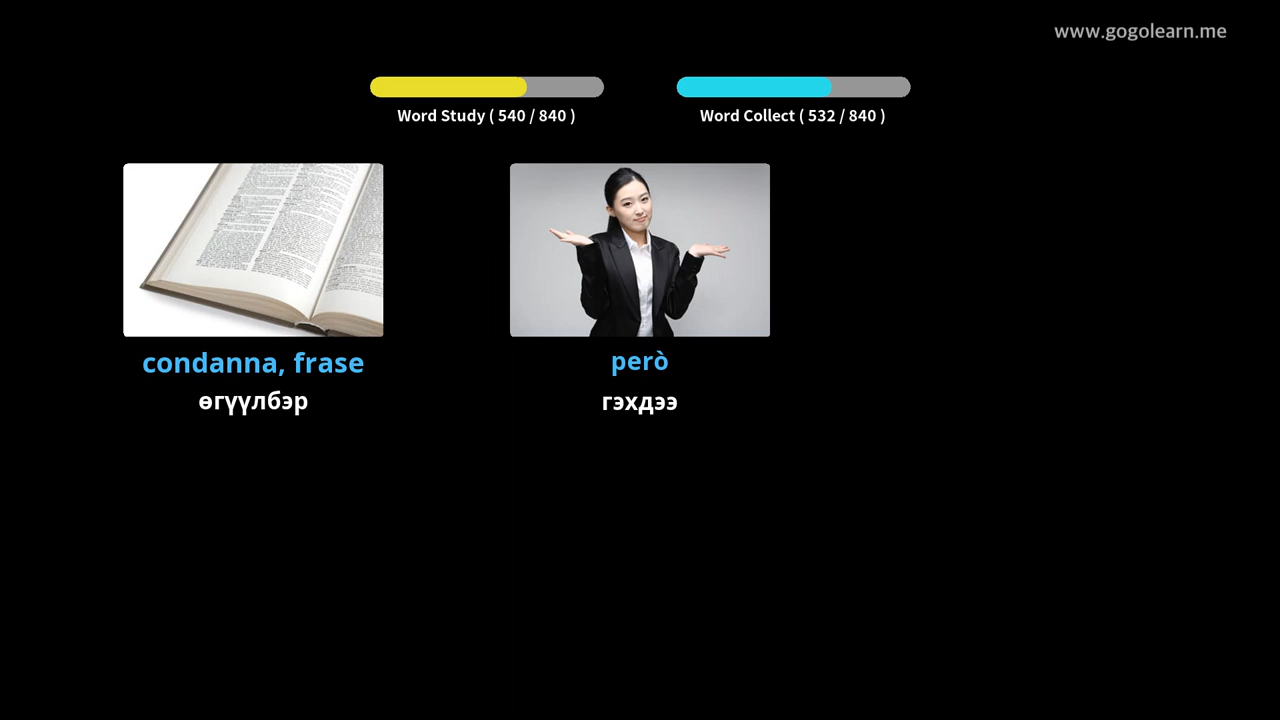 www.gogolearn.me
Word Study ( 540 / 840 )
Word Collect ( 532 / 840 )
condanna, frase
өгүүлбэр
però
гэхдээ